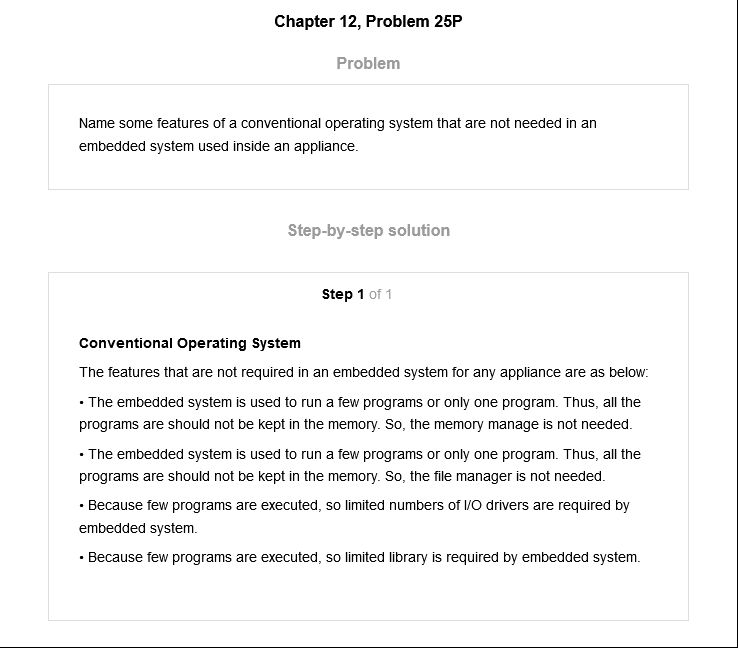 Chapter 12, Problem 25P
Problem
Name some features of a conventional operating system that are not needed in an
embedded system used inside an appliance.
Step-by-step solution
Step 1 of 1
Conventional Operating System
The features that are not required in an embedded system for any appliance are as below:
• The embedded system is used to run a few programs or only one program. Thus, all the
programs are should not be kept in the memory. So, the memory manage is not needed.
• The embedded system is used to run a few programs or only one program. Thus, all the
programs are should not be kept in the memory. So, the file manager is not needed.
• Because few programs are executed, so limited numbers of I/O drivers are required by
embedded system.
• Because few programs are executed, so limited library is required by embedded system.